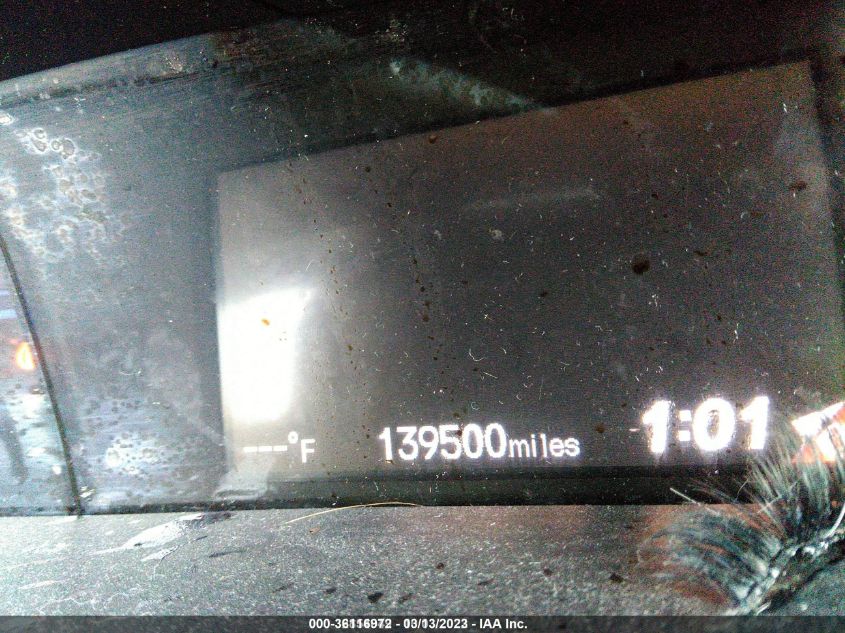 ---°F 139500miles 1:01
000-36116972 - 03/13/2023 - IAA Inc.